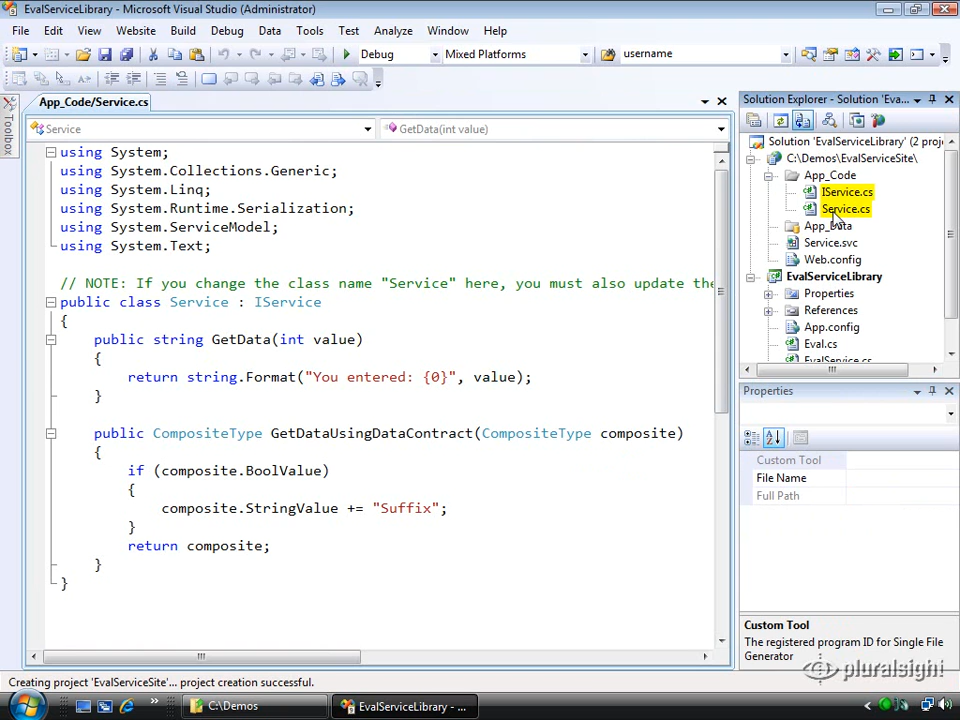 EvalServiceLibrary - Microsoft Visual Studio (Administrator)
File Edit View Website Build Debug Data Tools Test Analyze Window Help
Debug Mixed Platforms username
App_Code/Service.cs
Service GetData(int value)
Toolbox
using System;
using System.Collections.Generic;
using System.Linq;
using System.Runtime.Serialization;
using System.ServiceModel;
using System.Text;
// NOTE: If you change the class name "Service" here, you must also update the
public class Service : IService
{
public string GetData(int value)
{
return string.Format("You entered: {0}", value);
}
public CompositeType GetDataUsingDataContract(CompositeType composite)
{
if (composite.BoolValue)
{
composite.StringValue += "Suffix";
}
return composite;
}
}
Solution Explorer - Solution 'Eva...
Solution 'EvalServiceLibrary' (2 proj
C:\Demos\EvalServiceSite\
App_Code
IService.cs
Service.cs
App_Data
Service.svc
Web.config
EvalServiceLibrary
Properties
References
App.config
Eval.cs
EvalService.cs
Properties
Custom Tool
File Name
Full Path
Custom Tool
The registered program ID for Single File
Generator
pluralsight
Creating project 'EvalServiceSite'... project creation successful.
C:\Demos
EvalServiceLibrary - ...